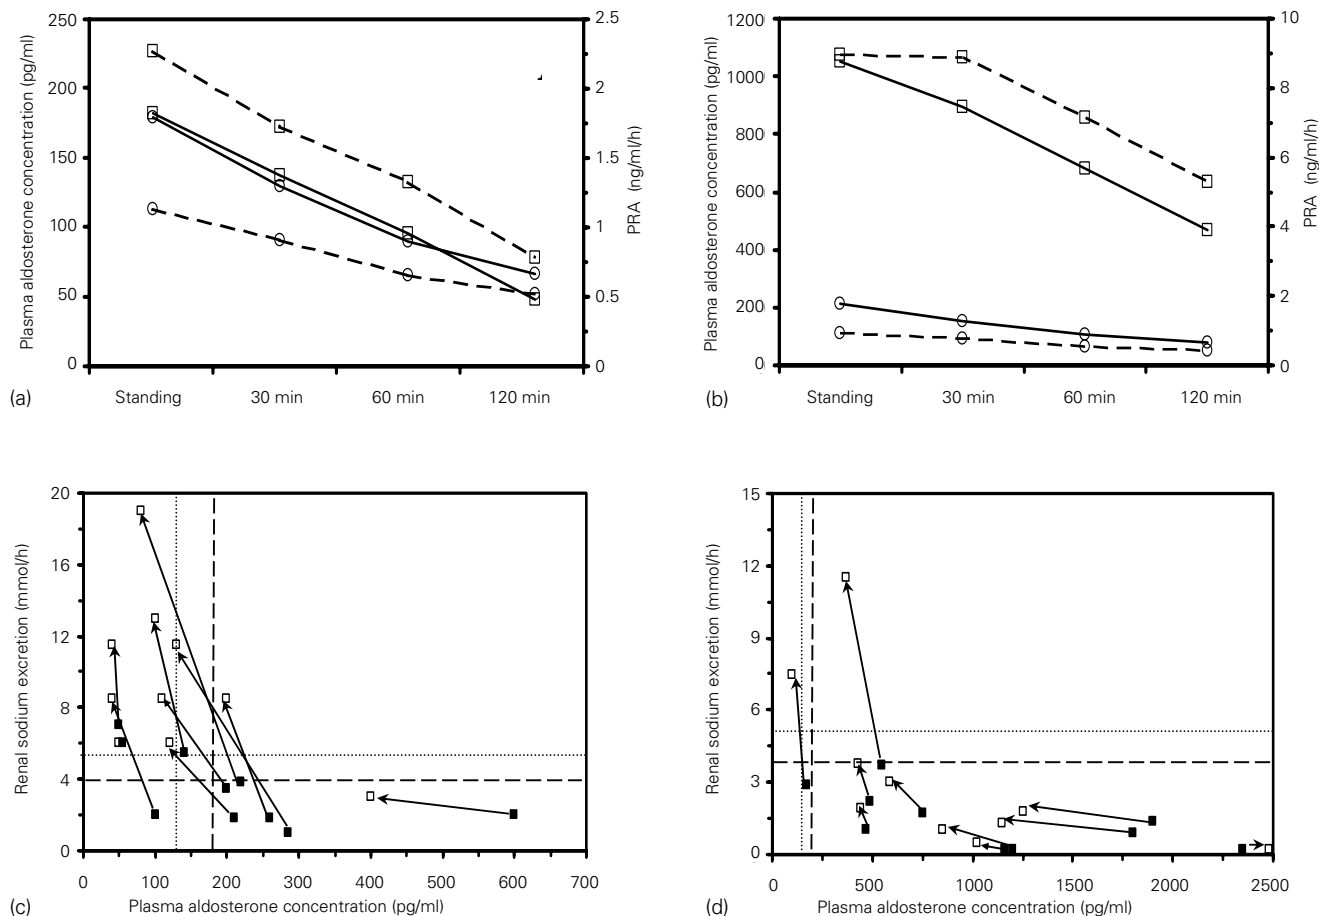 250
200
150
100
50
0
Plasma aldosterone concentration (pg/ml)
2.5
2
1.5
1
0.5
0
PRA (ng/ml/h)
(a)
Standing 30 min 60 min 120 min
1200
1000
800
600
400
200
0
Plasma aldosterone concentration (pg/ml)
10
8
6
4
2
0
PRA (ng/ml/h)
(b)
Standing 30 min 60 min 120 min
20
16
12
8
4
0
Renal sodium excretion (mmol/h)
0 100 200 300 400 500 600 700
(c)
Plasma aldosterone concentration (pg/ml)
15
12
9
6
3
0
Renal sodium excretion (mmol/h)
0 500 1000 1500 2000 2500
(d)
Plasma aldosterone concentration (pg/ml)